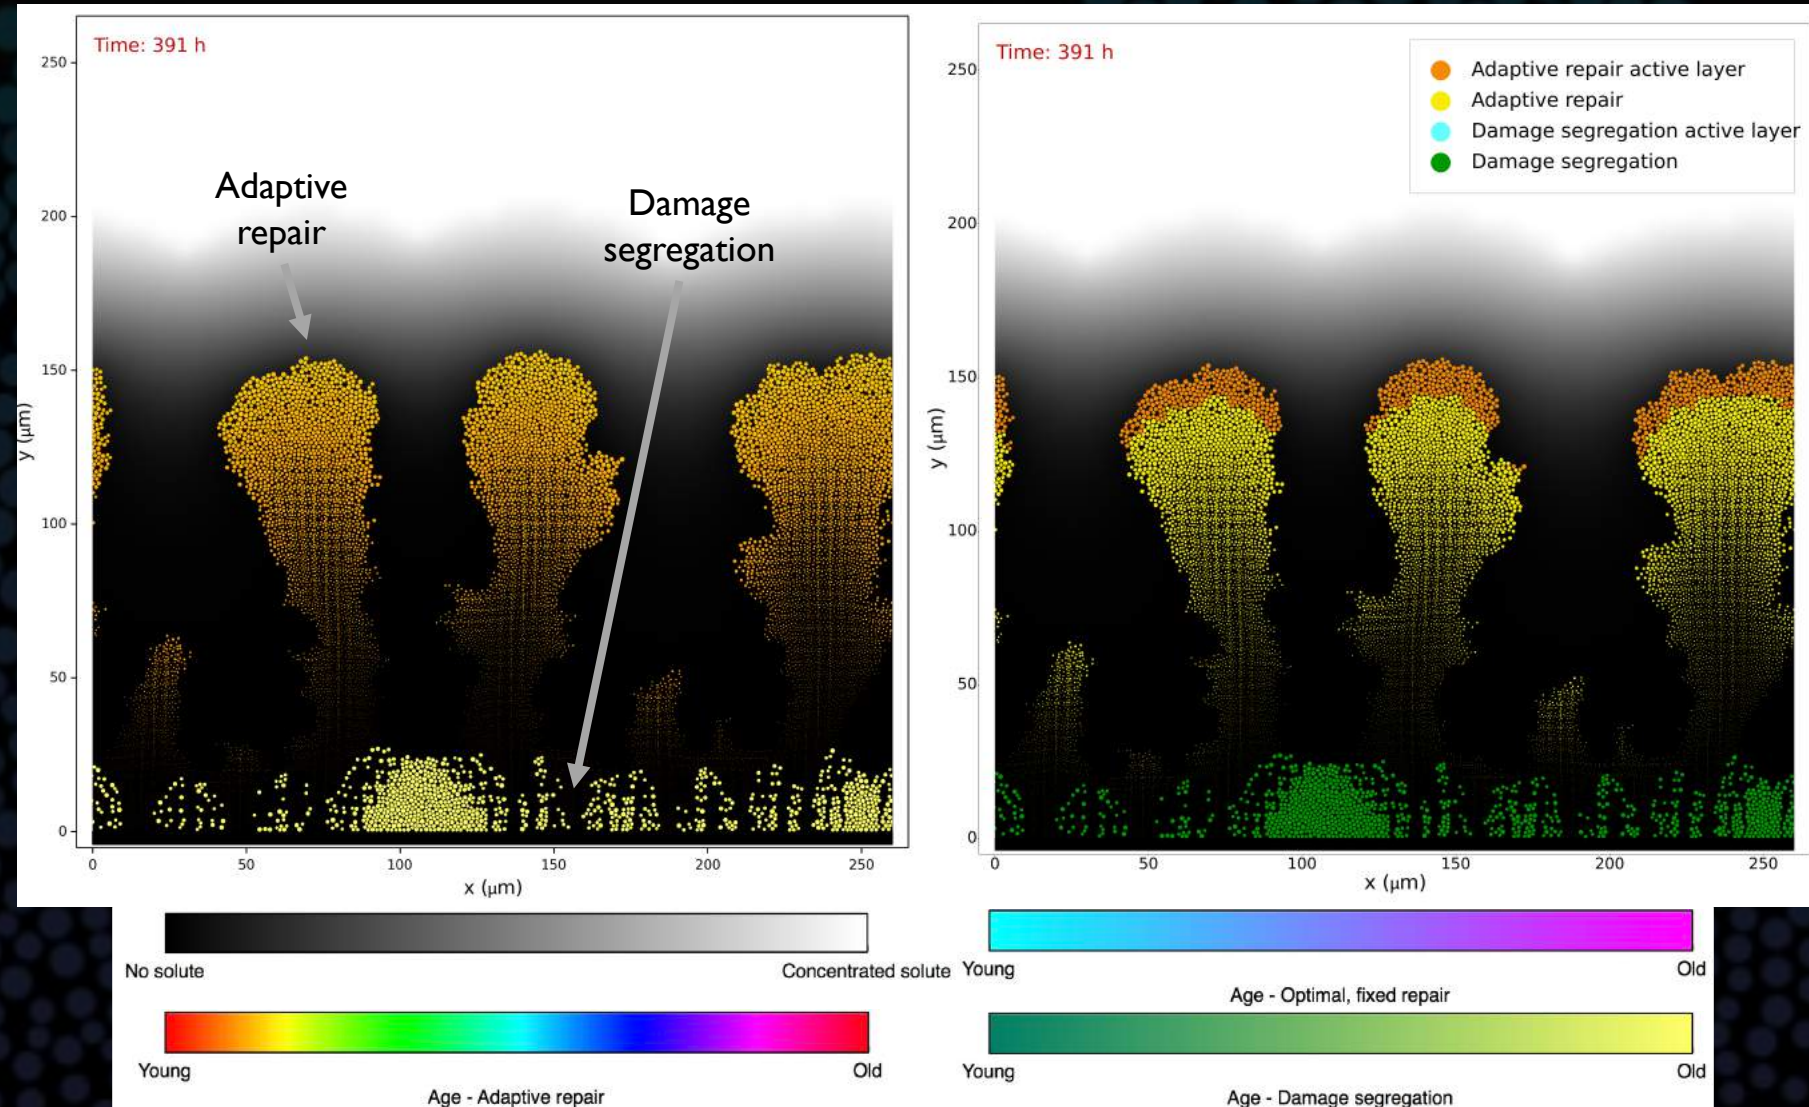 Time: 391 h
250
200
150
100
50
0
y (μm)
Adaptive
repair
Damage
segregation
0
50
100
150
200
250
x (μm)
Time: 391 h
Adaptive repair active layer
Adaptive repair
Damage segregation active layer
Damage segregation
250
200
150
100
50
0
y (μm)
0
50
100
150
200
250
x (μm)
No solute
Concentrated solute
Young
Old
Age - Optimal, fixed repair
Young
Old
Age - Adaptive repair
Young
Old
Age - Damage segregation